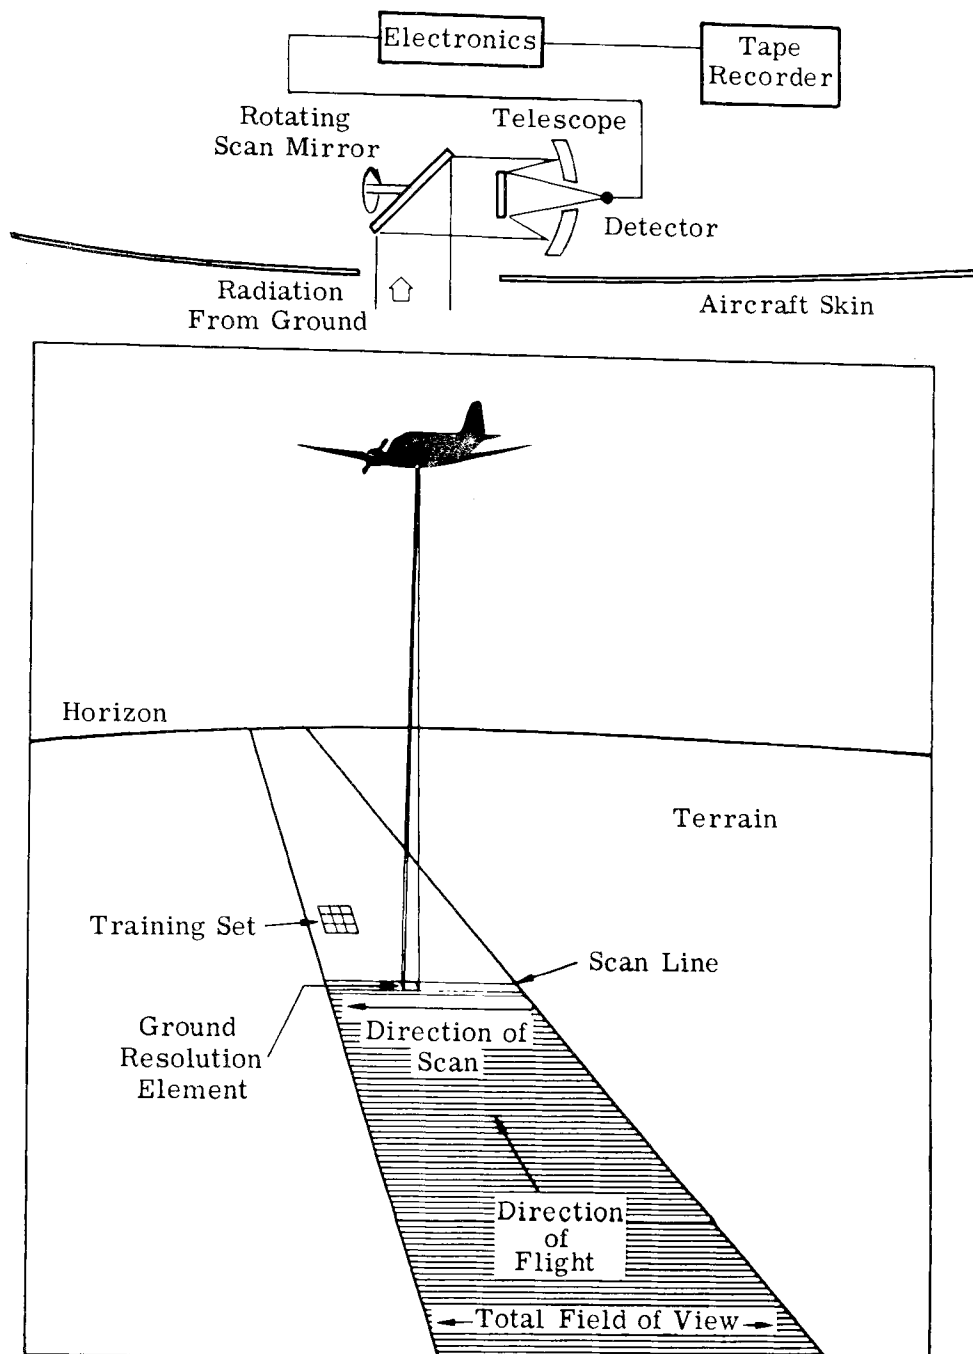 Electronics
Tape
Recorder
Rotating
Scan Mirror
Telescope
Detector
Radiation
From Ground
Aircraft Skin
Horizon
Terrain
Training Set
Scan Line
Ground
Resolution
Element
Direction of
Scan
Direction
of
Flight
Total Field of View